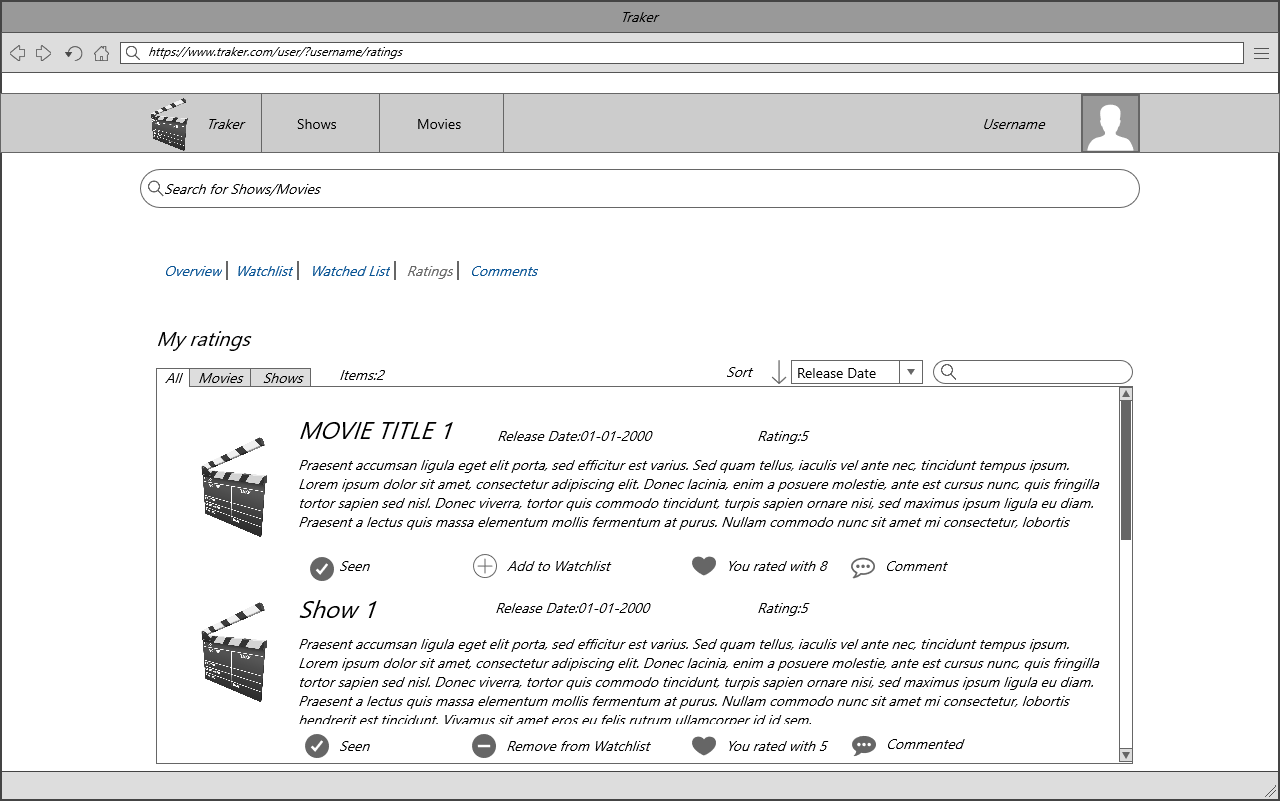 Traker
https://www.traker.com/user/?username/ratings
Traker
Shows
Movies
Username
Search for Shows/Movies
Overview
Watchlist
Watched List
Ratings
Comments
My ratings
All
Movies
Shows
Items:2
Sort
Release Date
MOVIE TITLE 1
Release Date:01-01-2000
Rating:5
Praesent accumsan ligula eget elit porta, sed efficitur est varius. Sed quam tellus, iaculis vel ante nec, tincidunt tempus ipsum.
Lorem ipsum dolor sit amet, consectetur adipiscing elit. Donec lacinia, enim a posuere molestie, ante est cursus nunc, quis fringilla
tortor sapien sed nisl. Donec viverra, tortor quis commodo tincidunt, turpis sapien ornare nisi, sed maximus ipsum ligula eu diam.
Praesent a lectus quis massa elementum mollis fermentum at purus. Nullam commodo nunc sit amet mi consectetur, lobortis
Seen
Add to Watchlist
You rated with 8
Comment
Show 1
Release Date:01-01-2000
Rating:5
Praesent accumsan ligula eget elit porta, sed efficitur est varius. Sed quam tellus, iaculis vel ante nec, tincidunt tempus ipsum.
Lorem ipsum dolor sit amet, consectetur adipiscing elit. Donec lacinia, enim a posuere molestie, ante est cursus nunc, quis fringilla
tortor sapien sed nisl. Donec viverra, tortor quis commodo tincidunt, turpis sapien ornare nisi, sed maximus ipsum ligula eu diam.
Praesent a lectus quis massa elementum mollis fermentum at purus. Nullam commodo nunc sit amet mi consectetur, lobortis
hendrerit est tincidunt. Vivamus sit amet eros eu felis rutrum ullamcorper id id sem.
Seen
Remove from Watchlist
You rated with 5
Commented